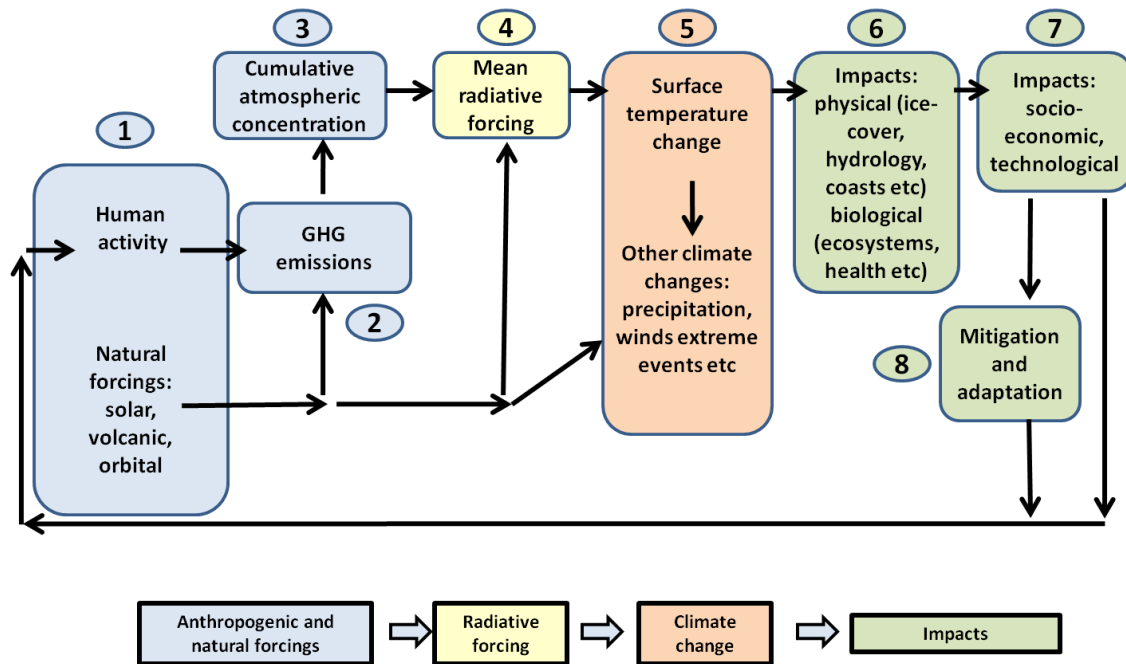 1
Human
activity
Natural
forcings:
solar,
volcanic,
orbital
2
GHG
emissions
3
Cumulative
atmospheric
concentration
4
Mean
radiative
forcing
5
Surface
temperature
change
Other climate
changes:
precipitation,
winds extreme
events etc
6
Impacts:
physical (ice-
cover,
hydrology,
coasts etc)
biological
(ecosystems,
health etc)
7
Impacts:
socio-
economic,
technological
8
Mitigation
and
adaptation
Anthropogenic and
natural forcings
Radiative
forcing
Climate
change
Impacts